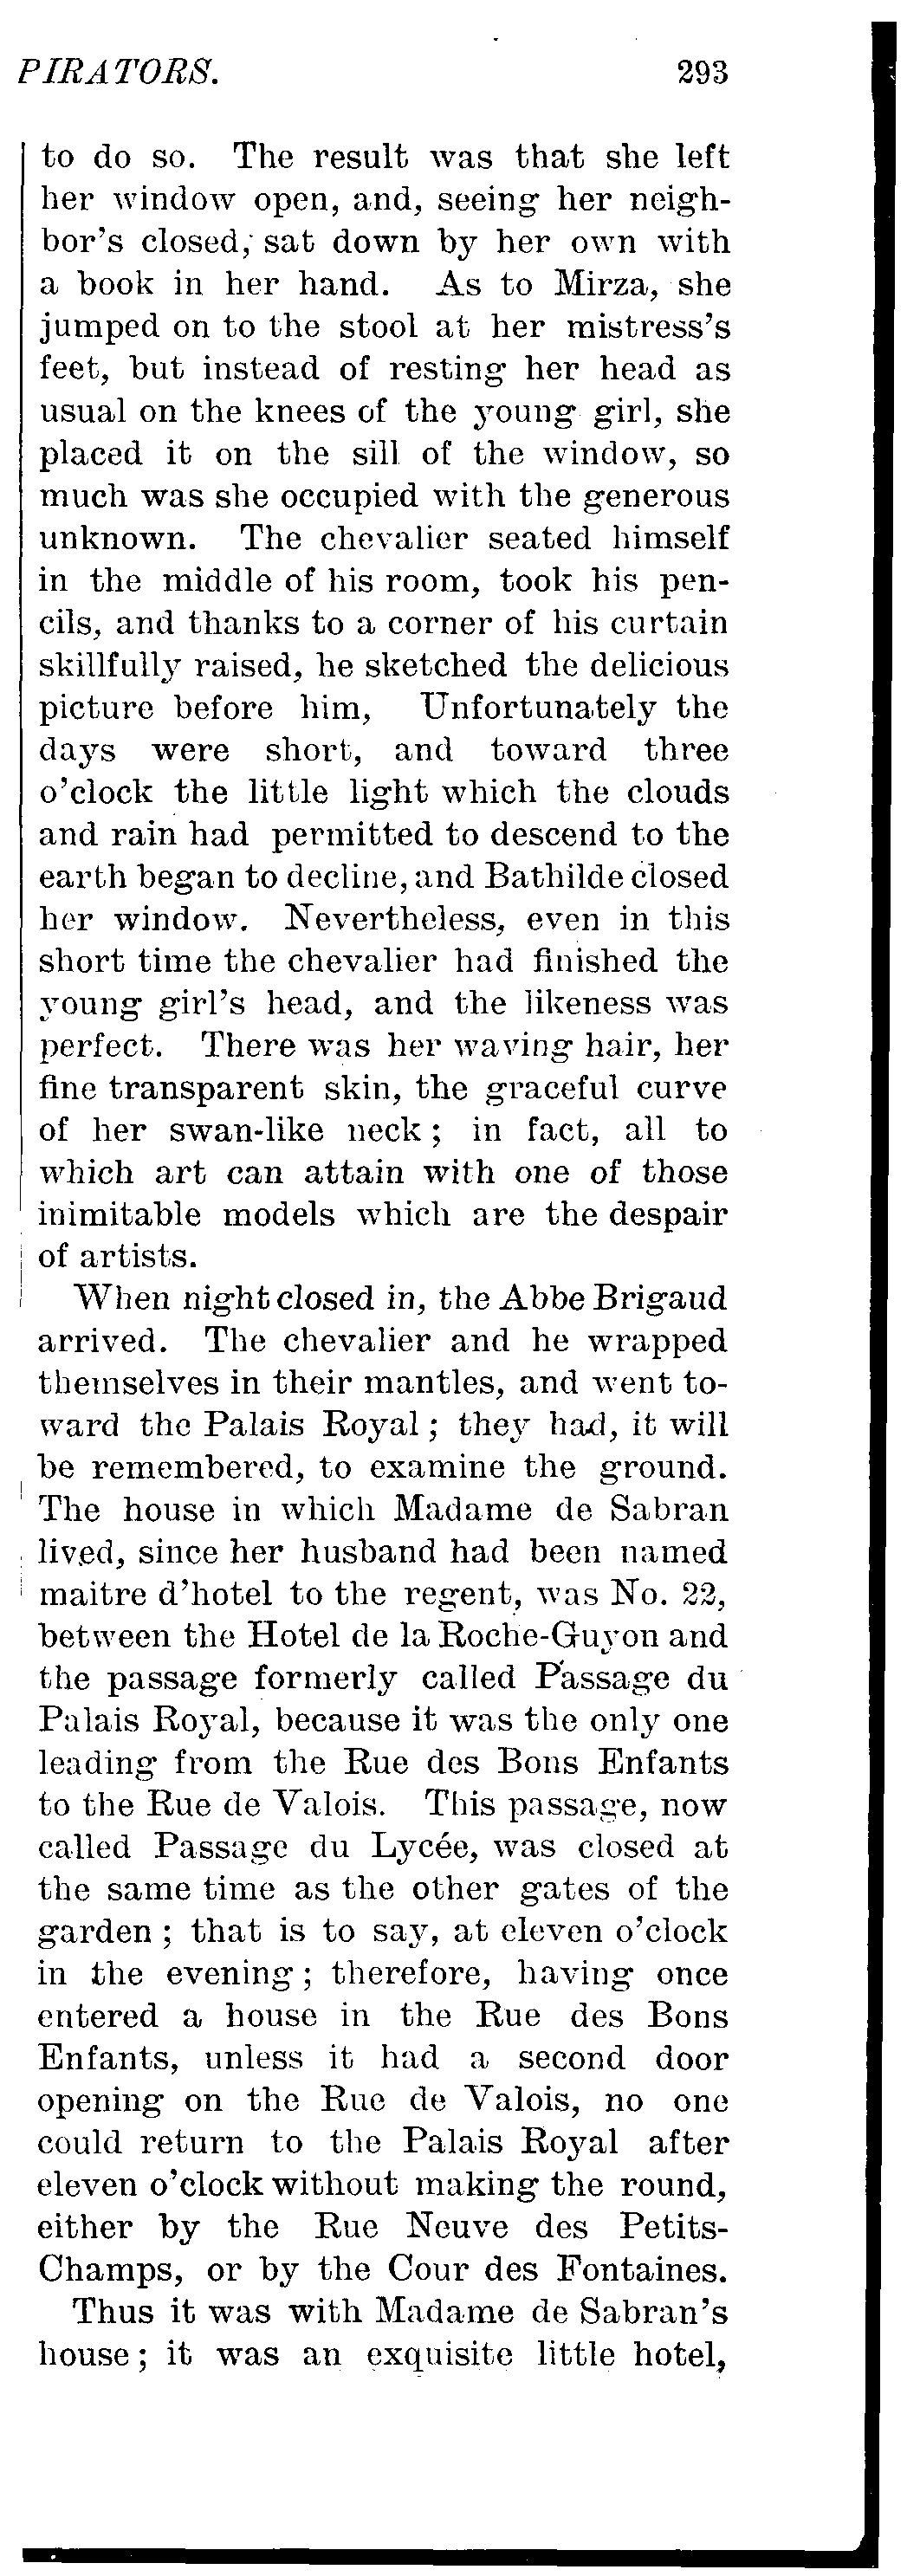 PIRATORS. 293
to do so. The result was that she left
her window open, and, seeing her neigh-
bor's closed, sat down by her own with
a book in her hand. As to Mirza, she
jumped on to the stool at her mistress's
feet, but instead of resting her head as
usual on the knees of the young girl, she
placed it on the sill of the window, so
much was she occupied with the generous
unknown. The chevalier seated himself
in the middle of his room, took his pen-
cils, and thanks to a corner of his curtain
skillfully raised, he sketched the delicious
picture before him, Unfortunately the
days were short, and toward three
o'clock the little light which the clouds
and rain had permitted to descend to the
earth began to decline, and Bathilde closed
her window. Nevertheless, even in this
short time the chevalier had finished the
young girl's head, and the likeness was
perfect. There was her waving hair, her
fine transparent skin, the graceful curve
of her swan-like neck; in fact, all to
which art can attain with one of those
inimitable models which are the despair
of artists.
When night closed in, the Abbe Brigaud
arrived. The chevalier and he wrapped
themselves in their mantles, and went to-
ward the Palais Royal; they had, it will
be remembered, to examine the ground.
The house in which Madame de Sabran
lived, since her husband had been named
maitre d'hotel to the regent, was No. 22,
between the Hotel de la Roche-Guyon and
the passage formerly called Passage du
Palais Royal, because it was the only one
leading from the Rue des Bons Enfants
to the Rue de Valois. This passage, now
called Passage du Lycée, was closed at
the same time as the other gates of the
garden; that is to say, at eleven o'clock
in the evening; therefore, having once
entered a house in the Rue des Bons
Enfants, unless it had a second door
opening on the Rue de Valois, no one
could return to the Palais Royal after
eleven o'clock without making the round,
either by the Rue Neuve des Petits-
Champs, or by the Cour des Fontaines.
Thus it was with Madame de Sabran's
house; it was an exquisite little hotel,